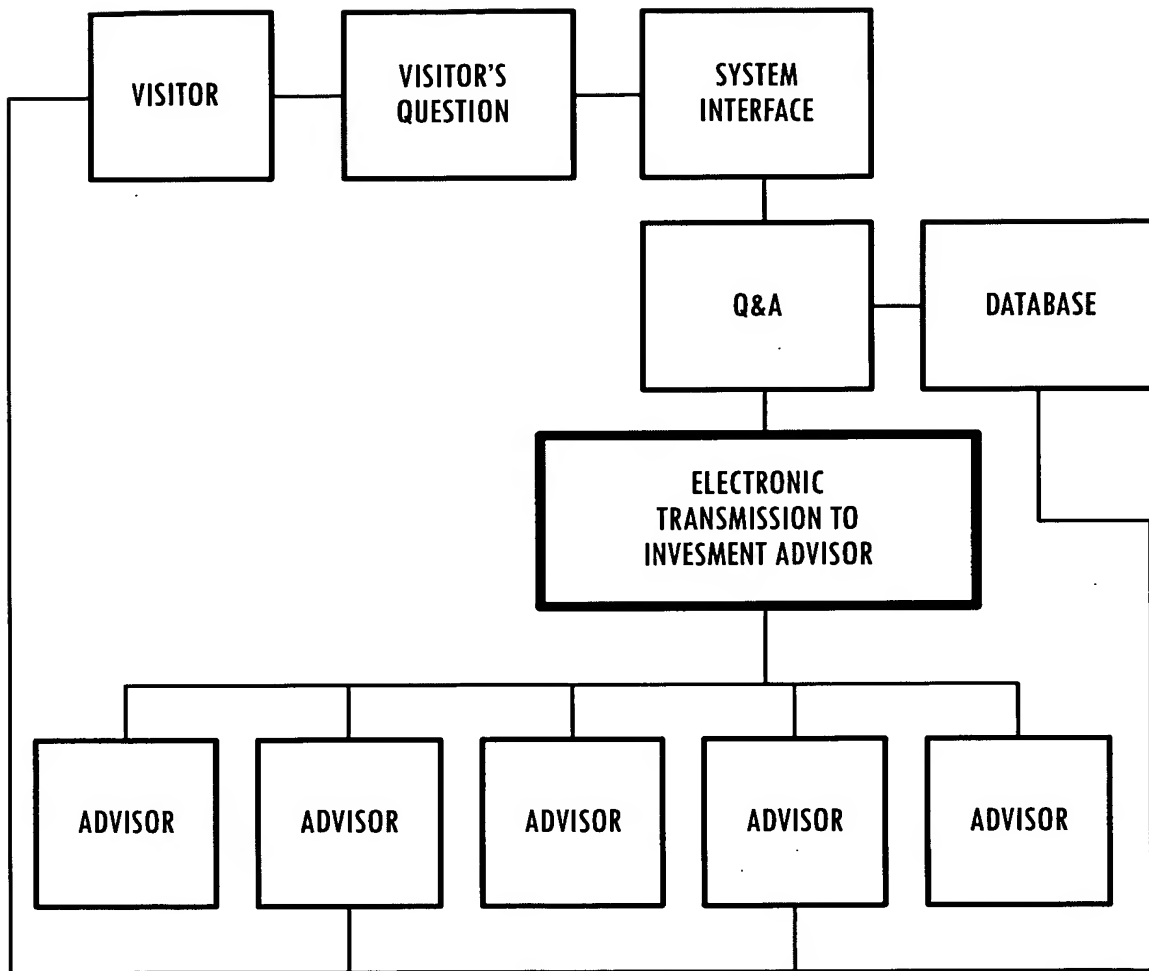 VISITOR
VISITOR'S
QUESTION
SYSTEM
INTERFACE
Q&A
DATABASE
ELECTRONIC
TRANSMISSION TO
INVESMENT ADVISOR
ADVISOR
ADVISOR
ADVISOR
ADVISOR
ADVISOR